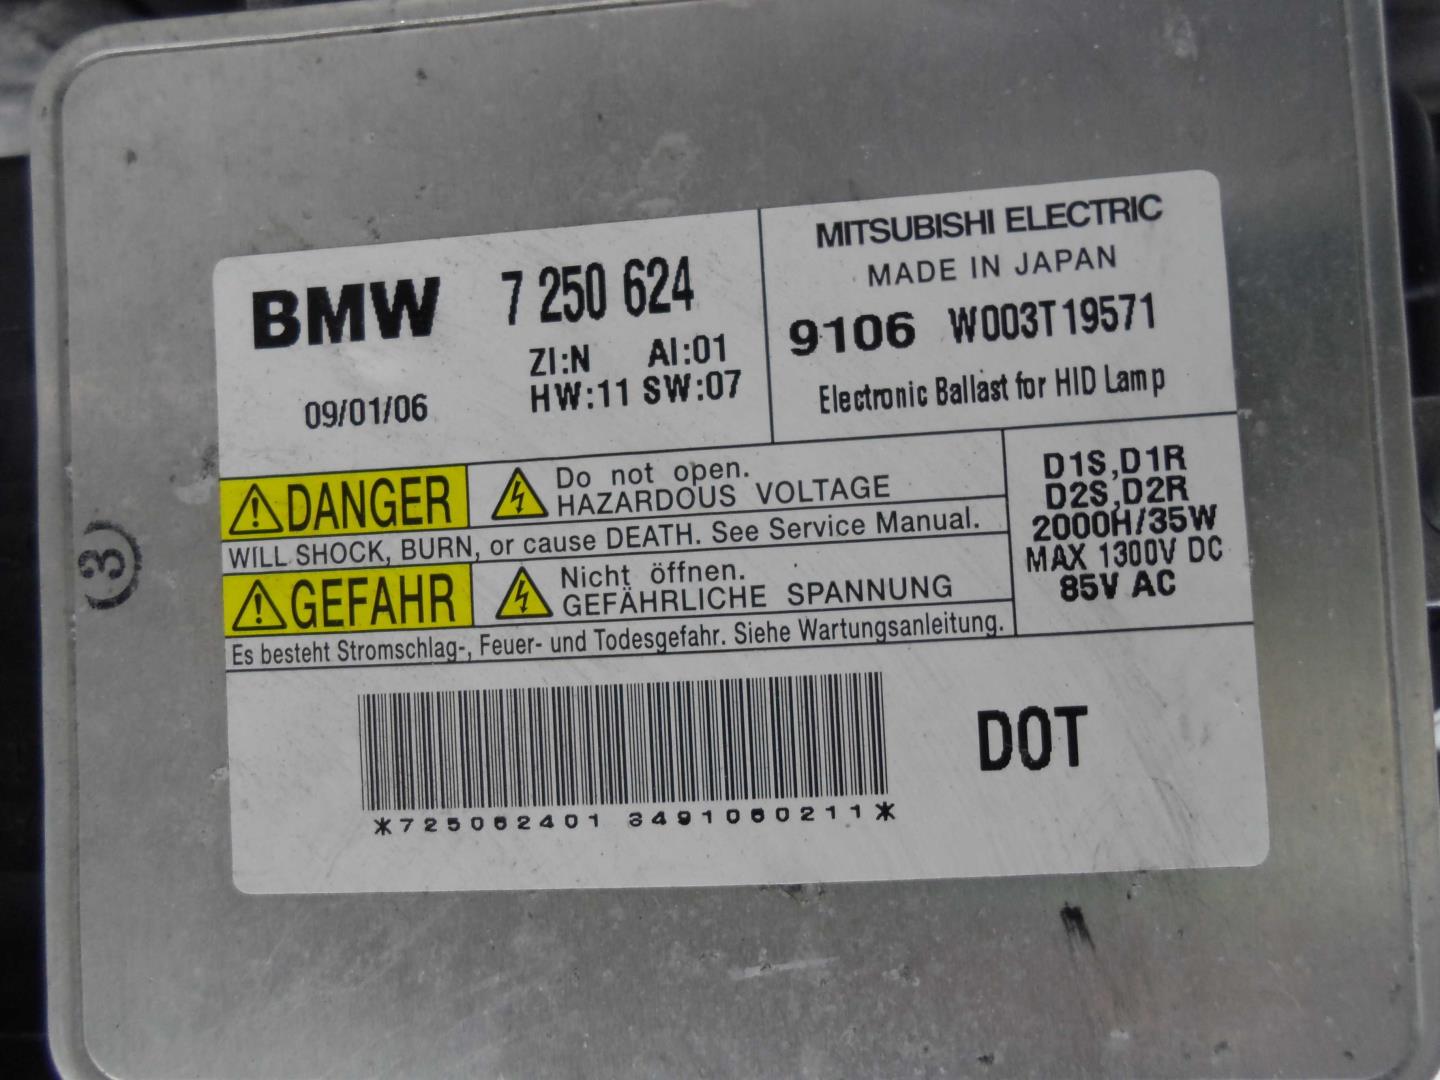 BMW 7 250 624
ZI:N AI:01
HW:11 SW:07
09/01/06
MITSUBISHI ELECTRIC
MADE IN JAPAN
9106 W003T19571
Electronic Ballast for HID Lamp
DANGER
Do not open.
HAZARDOUS VOLTAGE
WILL SHOCK, BURN, or cause DEATH. See Service Manual.
GEFAHR
Nicht öffnen.
GEFÄHRLICHE SPANNUNG
Es besteht Stromschlag-, Feuer- und Todesgefahr. Siehe Wartungsanleitung.
D1S,D1R
D2S,D2R
2000H/35W
MAX 1300V DC
85V AC
*725062401 3491060211*
DOT
(3)